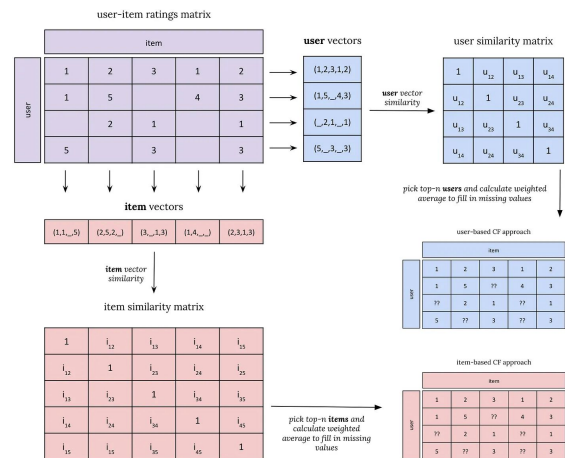 user-item ratings matrix
item
user
1 2 3 1 2
1 5 4 3
2 1 1
5 3 3
user vectors
(1,2,3,1,2)
(1,5,_,4,3)
(_,2,1,_,1)
(5,_,3,_,3)
user vector
similarity
user similarity matrix
1 u12 u13 u14
u12 1 u23 u24
u13 u23 1 u34
u14 u24 u34 1
pick top-n users and calculate weighted
average to fill in missing values
user-based CF approach
item
user
1 2 3 1 2
1 5 ?? 4 3
?? 2 1 ?? 1
5 ?? 3 ?? 3
item vectors
(1,1,_,5) (2,5,2,_) (3,_,1,3) (1,4,_,_) (2,3,1,3)
item vector
similarity
item similarity matrix
1 i12 i13 i14 i15
i12 1 i23 i24 i25
i13 i23 1 i34 i35
i14 i24 i34 1 i45
i15 i15 i35 i45 1
pick top-n items and
calculate weighted
average to fill in missing
values
item-based CF approach
item
user
1 2 3 1 2
1 5 ?? 4 3
?? 2 1 ?? 1
5 ?? 3 ?? 3